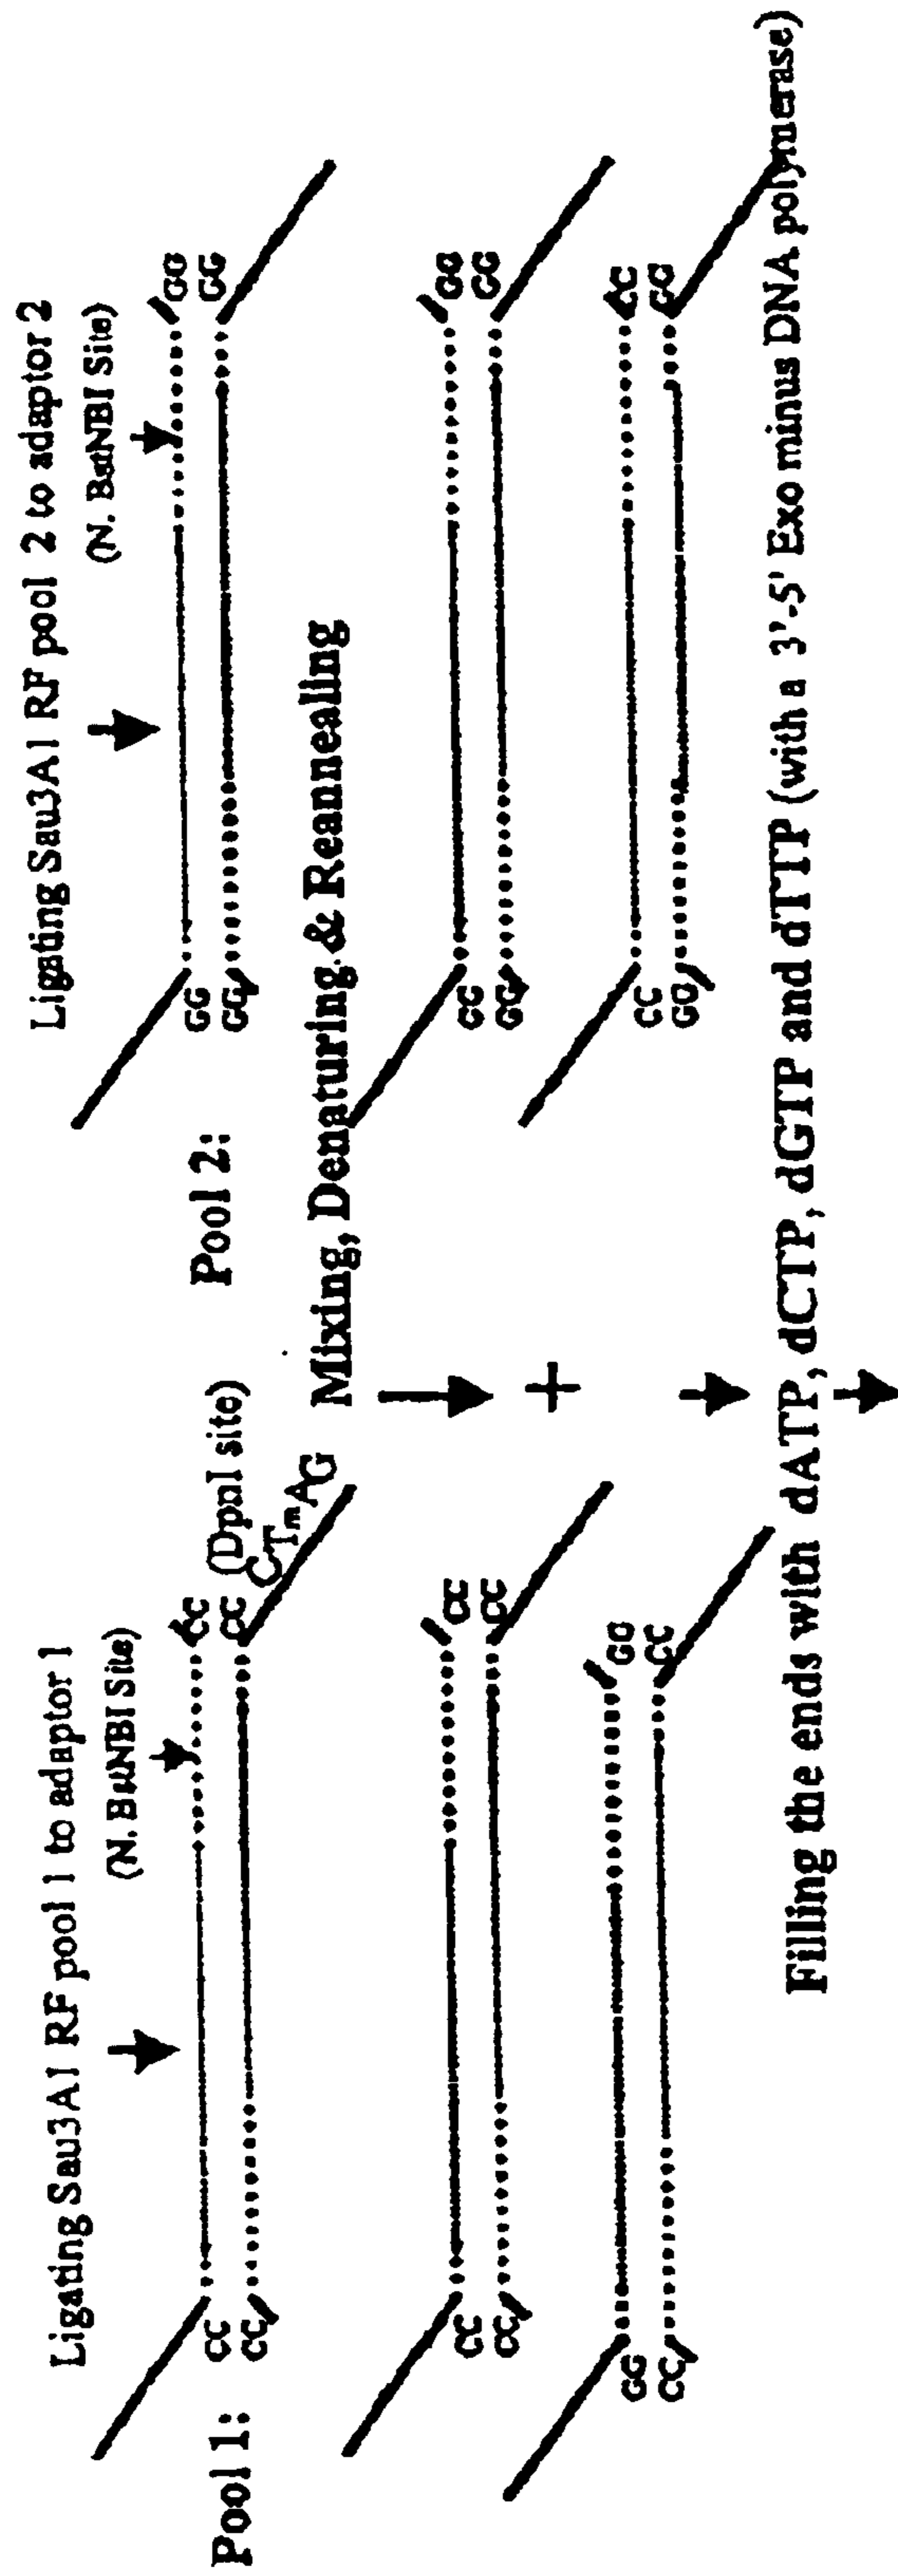 Ligating Sau3A1 RF pool 1 to adaptor 1
(N. BstNBI Site)
Pool 1:
CC
CC
CC
CC
(DpnI site)
CTmAG
Ligating Sau3A1 RF pool 2 to adaptor 2
(N. BstNBI Site)
Pool 2:
GG
GG
GG
GG
Mixing, Denaturing & Reannealing
CC
CC
CC
CC
+
GG
GG
GG
GG
GG
CC
GG
CC
CC
GG
CC
GG
Filling the ends with dATP, dCTP, dGTP and dTTP (with a 3'-5' Exo minus DNA polymerase)